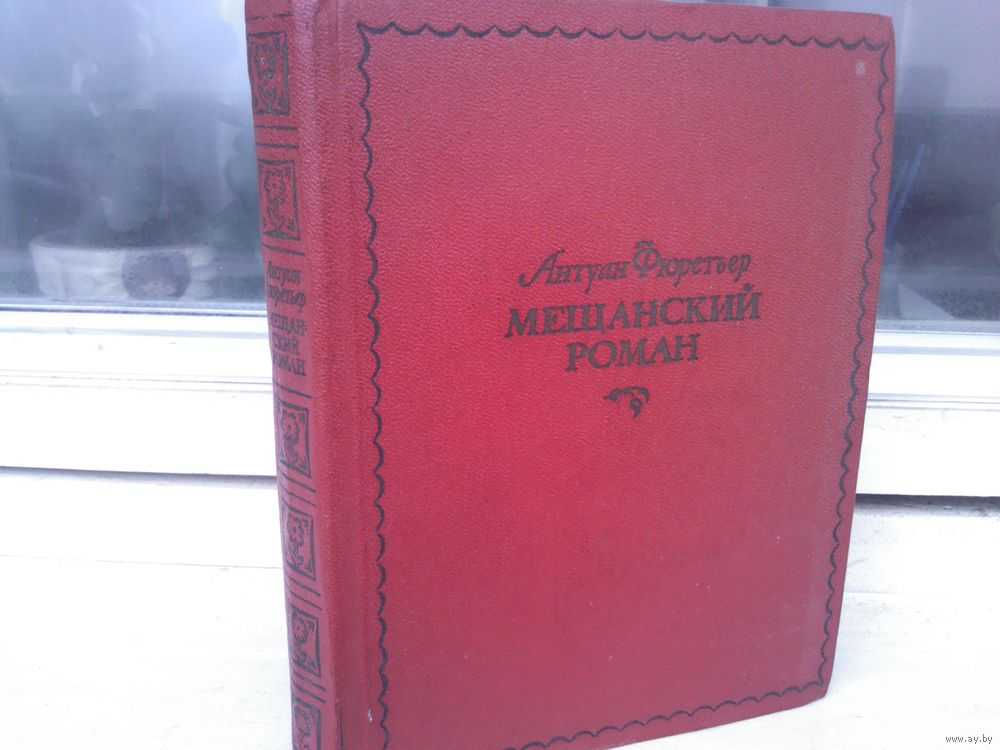 Антуан Фюретьер
МЕЩАНСКИЙ
РОМАН
Антуан
Фюретьер
МЕЩАН-
СКИЙ
РОМАН
www.ay.by